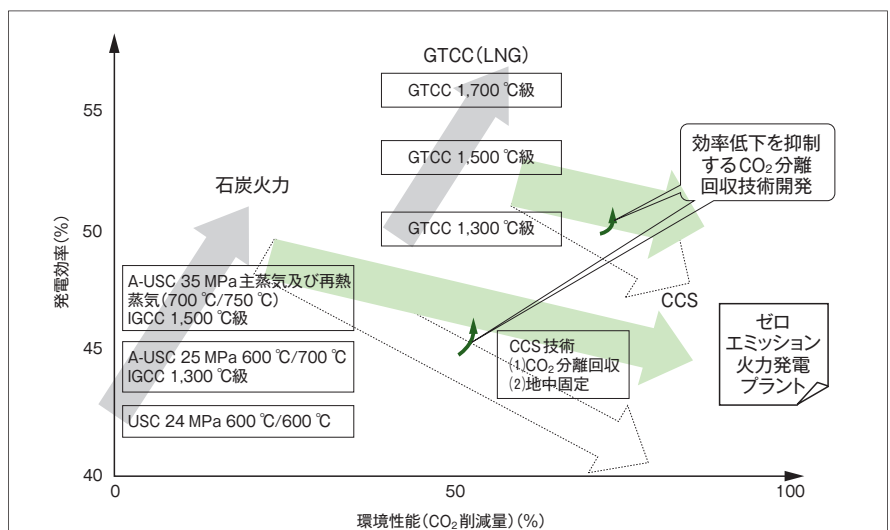 GTCC(LNG)
GTCC 1,700 ℃級
55
効率低下を抑制
するCO₂分離
回収技術開発
GTCC 1,500 ℃級
石炭火力
50
GTCC 1,300 ℃級
発電効率(%)
A-USC 35 MPa 主蒸気及び再熱
蒸気(700 ℃/750 ℃)
IGCC 1,500 ℃級
CCS
ゼロ
エミッション
火力発電
プラント
45
A-USC 25 MPa 600 ℃/700 ℃
IGCC 1,300 ℃級
CCS技術
⑴CO₂分離回収
⑵地中固定
USC 24 MPa 600 ℃/600 ℃
40
0
50
100
環境性能(CO₂削減量)(%)